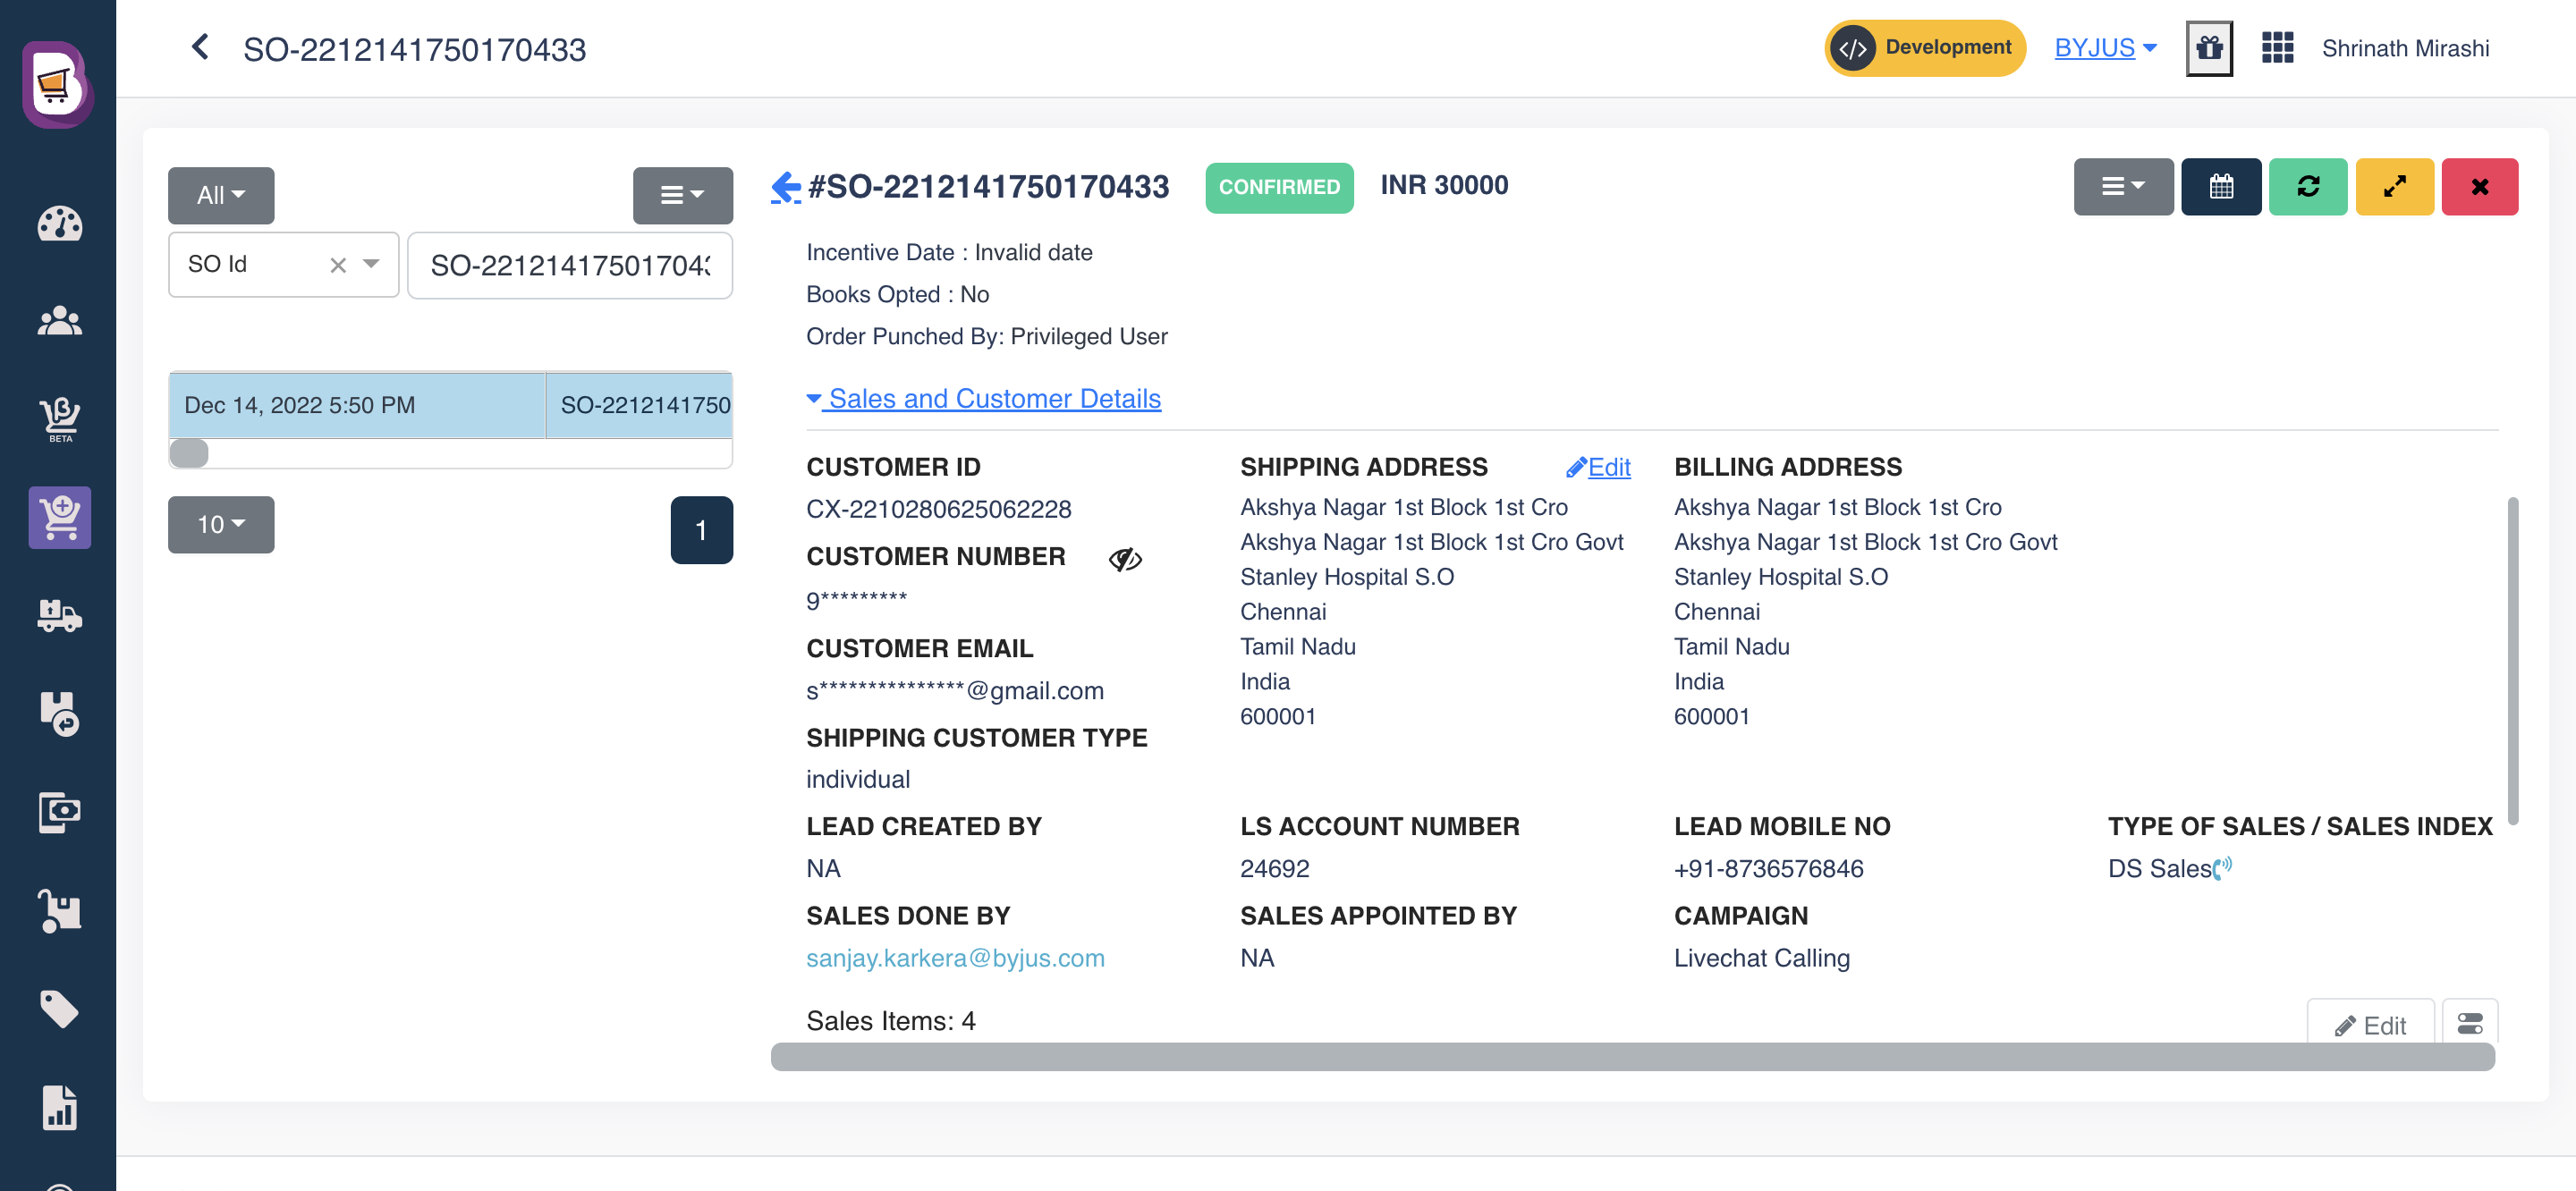 SO-2212141750170433
</> Development
BYJUS
Shrinath Mirashi
BETA
All
SO Id
SO-221214175017043
Dec 14, 2022 5:50 PM
SO-2212141750
10
1
#SO-2212141750170433
CONFIRMED
INR 30000
Incentive Date : Invalid date
Books Opted : No
Order Punched By: Privileged User
Sales and Customer Details
CUSTOMER ID
CX-2210280625062228
CUSTOMER NUMBER
9*********
CUSTOMER EMAIL
s***************@gmail.com
SHIPPING CUSTOMER TYPE
individual
SHIPPING ADDRESS
Edit
Akshya Nagar 1st Block 1st Cro
Akshya Nagar 1st Block 1st Cro Govt
Stanley Hospital S.O
Chennai
Tamil Nadu
India
600001
BILLING ADDRESS
Akshya Nagar 1st Block 1st Cro
Akshya Nagar 1st Block 1st Cro Govt
Stanley Hospital S.O
Chennai
Tamil Nadu
India
600001
LEAD CREATED BY
NA
LS ACCOUNT NUMBER
24692
LEAD MOBILE NO
+91-8736576846
TYPE OF SALES / SALES INDEX
DS Sales
SALES DONE BY
sanjay.karkera@byjus.com
SALES APPOINTED BY
NA
CAMPAIGN
Livechat Calling
Sales Items: 4
Edit